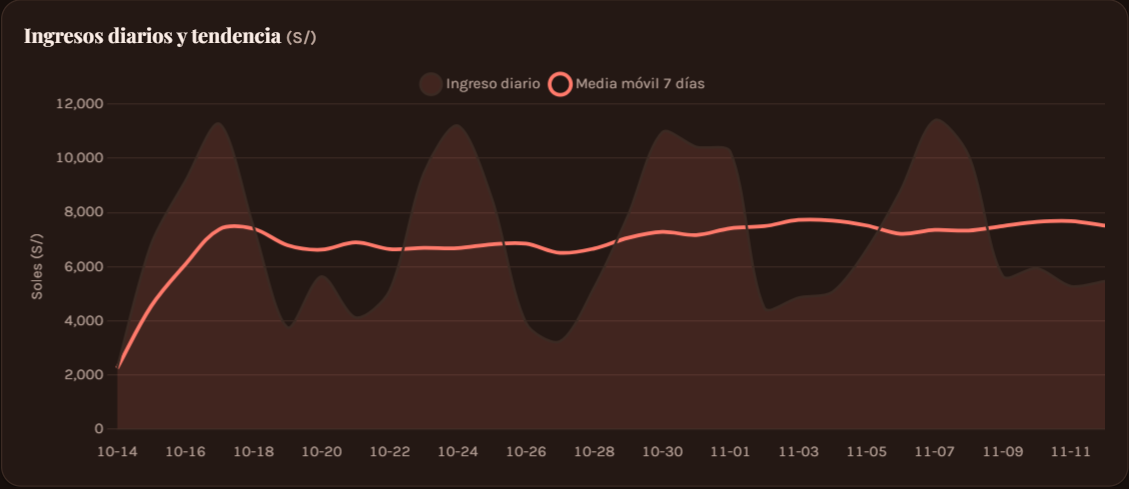 Ingresos diarios y tendencia (S/)
Ingreso diario Media móvil 7 días
12,000
10,000
8,000
6,000
4,000
2,000
0
Soles (S/)
10-14 10-16 10-18 10-20 10-22 10-24 10-26 10-28 10-30 11-01 11-03 11-05 11-07 11-09 11-11